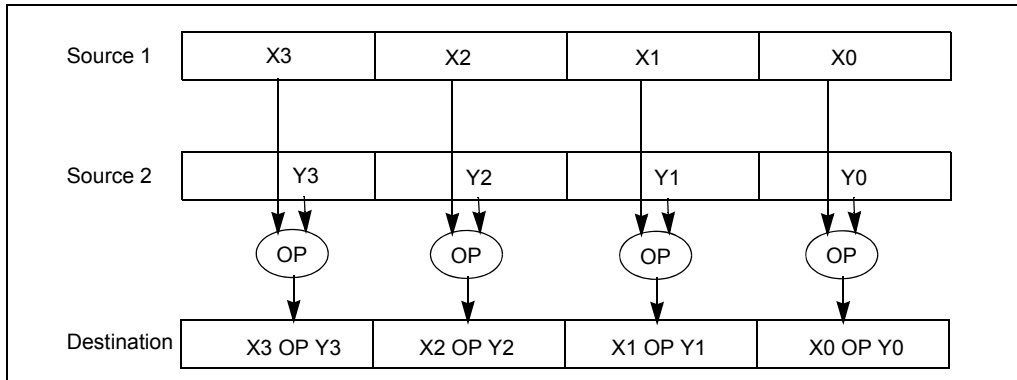 Source 1 X3 X2 X1 X0
Source 2 Y3 Y2 Y1 Y0
OP OP OP OP
Destination X3 OP Y3 X2 OP Y2 X1 OP Y1 X0 OP Y0